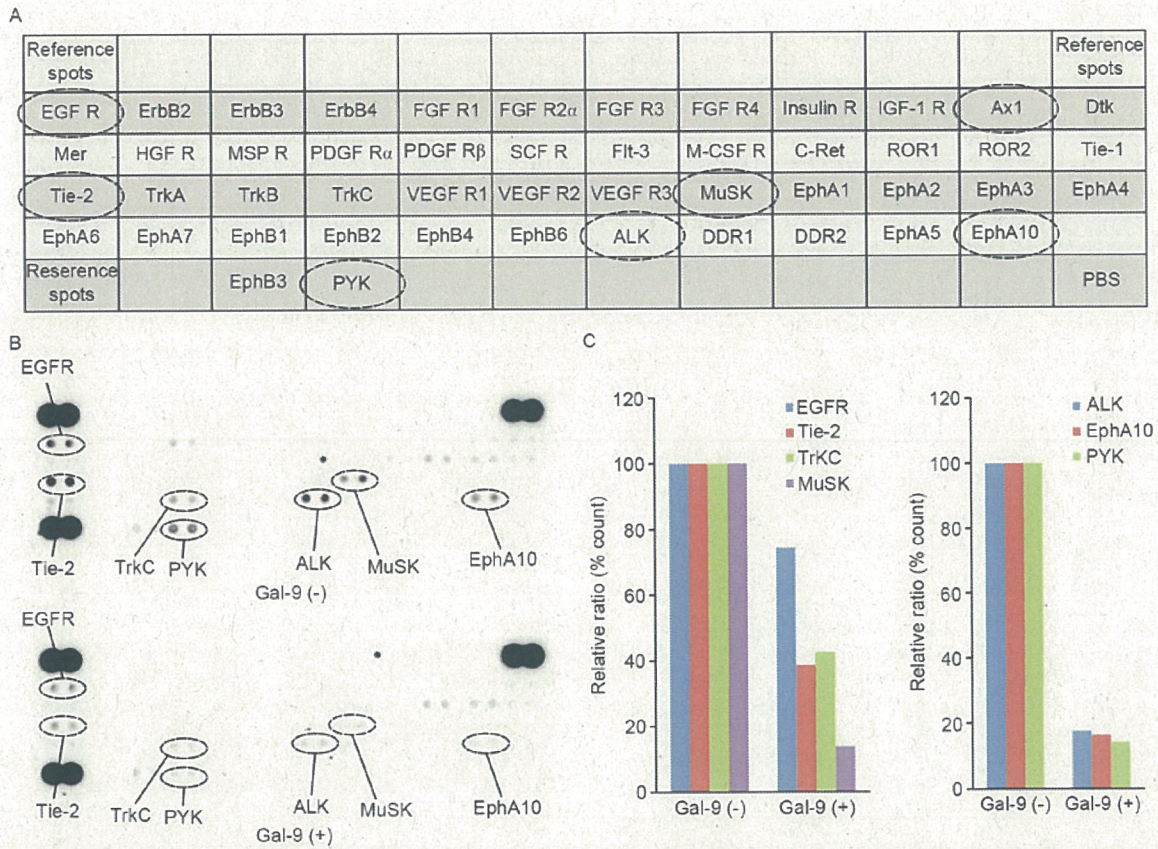 A
Reference spots Reference spots
EGF R ErbB2 ErbB3 ErbB4 FGF R1 FGF R2α FGF R3 FGF R4 Insulin R IGF-1 R Ax1 Dtk
Mer HGF R MSP R PDGF Rα PDGF Rβ SCF R Flt-3 M-CSF R C-Ret ROR1 ROR2 Tie-1
Tie-2 TrkA TrkB TrkC VEGF R1 VEGF R2 VEGF R3 MuSK EphA1 EphA2 EphA3 EphA4
EphA6 EphA7 EphB1 EphB2 EphB4 EphB6 ALK DDR1 DDR2 EphA5 EphA10
Reserence spots EphB3 PYK PBS
B
EGFR
Tie-2 TrkC PYK ALK MuSK EphA10
Gal-9 (-)
EGFR
Tie-2 TrkC PYK ALK MuSK EphA10
Gal-9 (+)
C
Relative ratio (% count)
120
100
80
60
40
20
0
EGFR
Tie-2
TrKC
MuSK
Gal-9 (-) Gal-9 (+)
Relative ratio (% count)
120
100
80
60
40
20
0
ALK
EphA10
PYK
Gal-9 (-) Gal-9 (+)